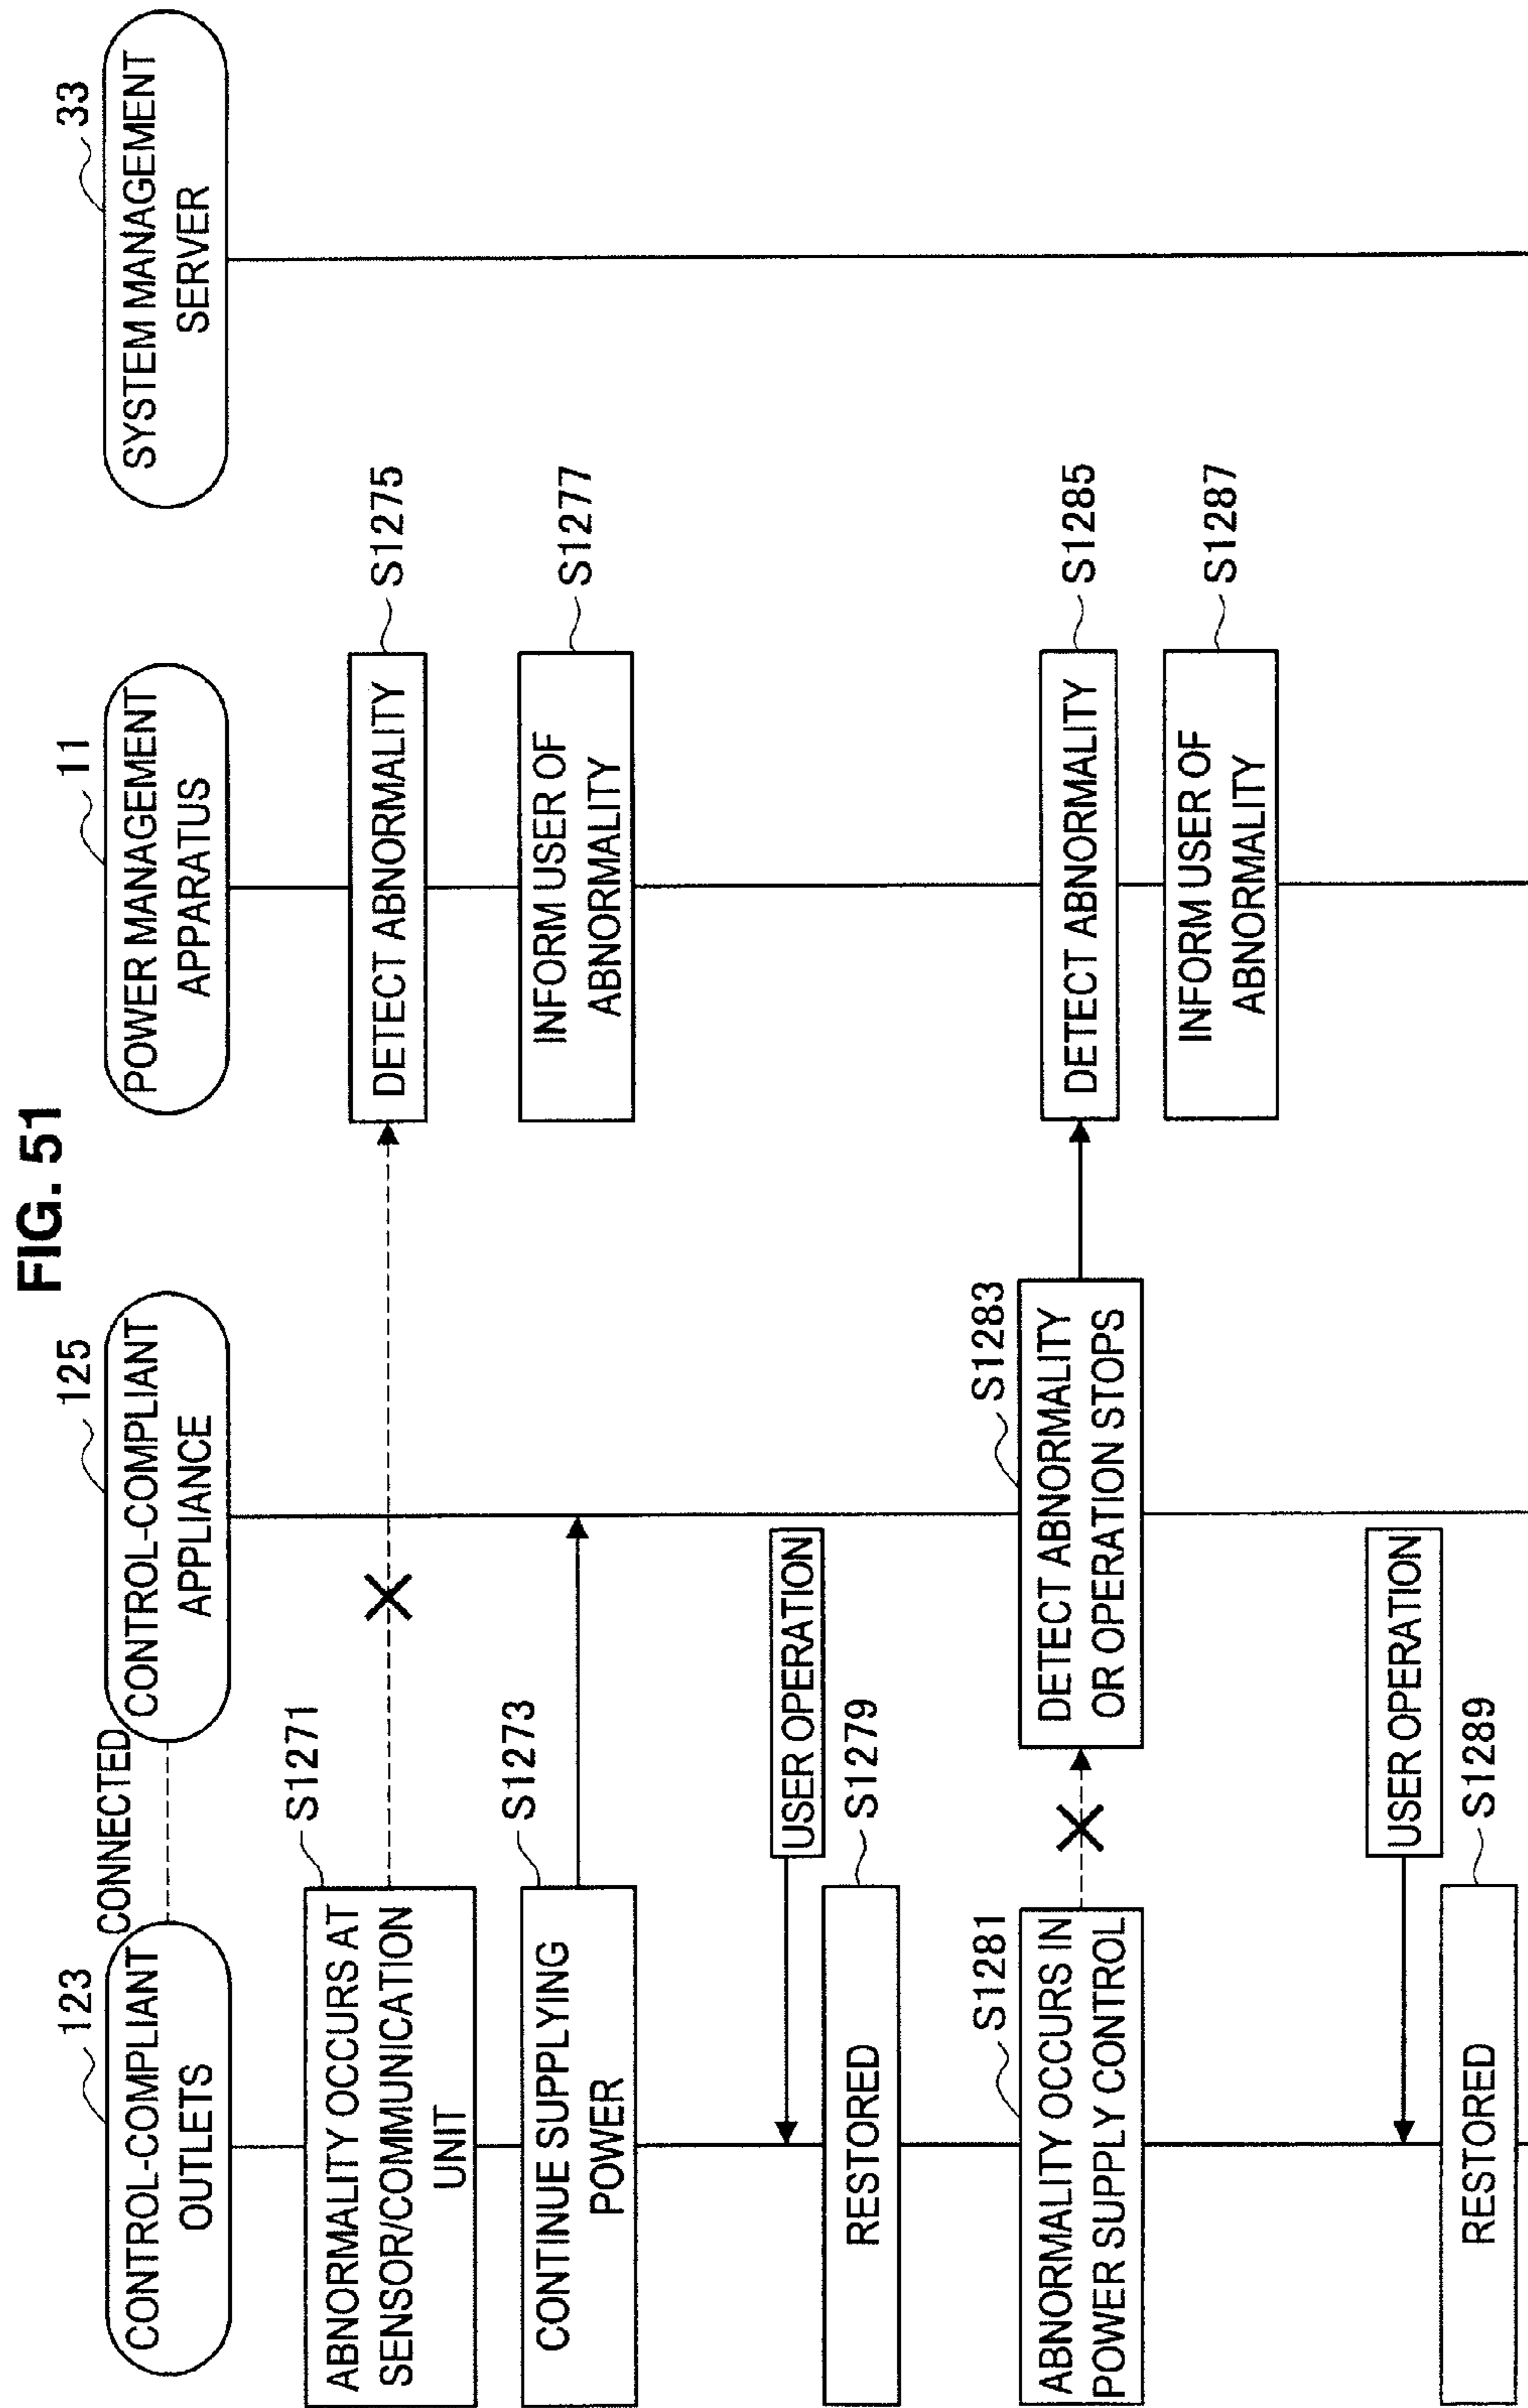 FIG. 51
123
CONTROL-COMPLIANT
OUTLETS
CONNECTED
125
CONTROL-COMPLIANT
APPLIANCE
11
POWER MANAGEMENT
APPARATUS
33
SYSTEM MANAGEMENT
SERVER
S1271
ABNORMALITY OCCURS AT
SENSOR/COMMUNICATION
UNIT
DETECT ABNORMALITY
S1275
S1273
CONTINUE SUPPLYING
POWER
INFORM USER OF
ABNORMALITY
S1277
USER OPERATION
S1279
RESTORED
S1281
ABNORMALITY OCCURS IN
POWER SUPPLY CONTROL
S1283
DETECT ABNORMALITY
OR OPERATION STOPS
DETECT ABNORMALITY
S1285
INFORM USER OF
ABNORMALITY
S1287
USER OPERATION
S1289
RESTORED